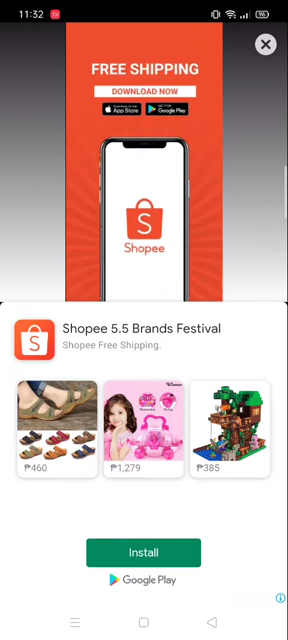 11:32
96
FREE SHIPPING
DOWNLOAD NOW
Download on the App Store
GET IT ON Google Play
S
Shopee
S
Shopee 5.5 Brands Festival
Shopee Free Shipping.
₱460
₱1,279
₱385
Install
Google Play